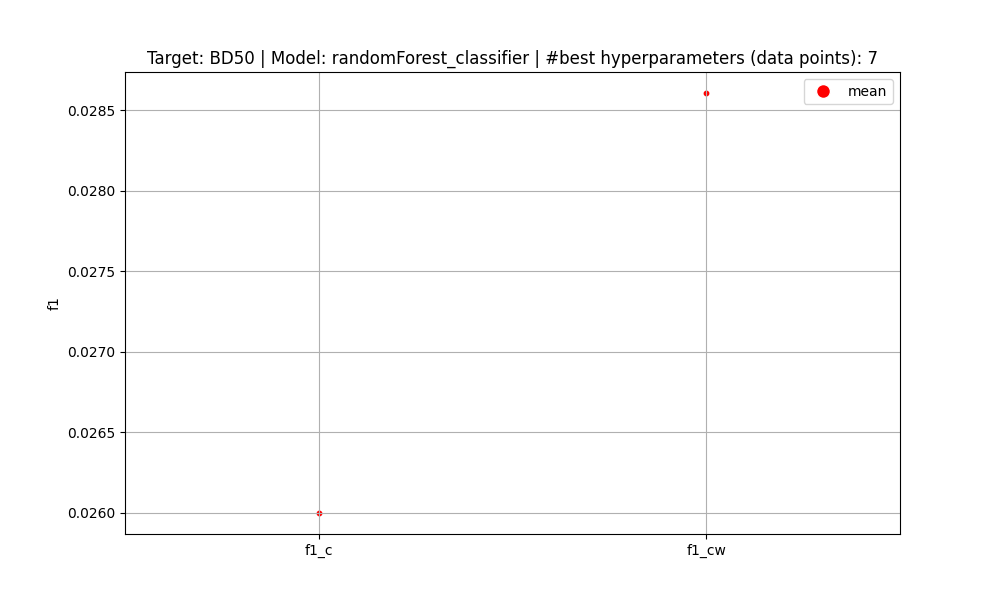 Target: BD50 | Model: randomForest_classifier | #best hyperparameters (data points): 7
mean
0.0285
0.0280
0.0275
0.0270
0.0265
0.0260
f1
f1_c
f1_cw